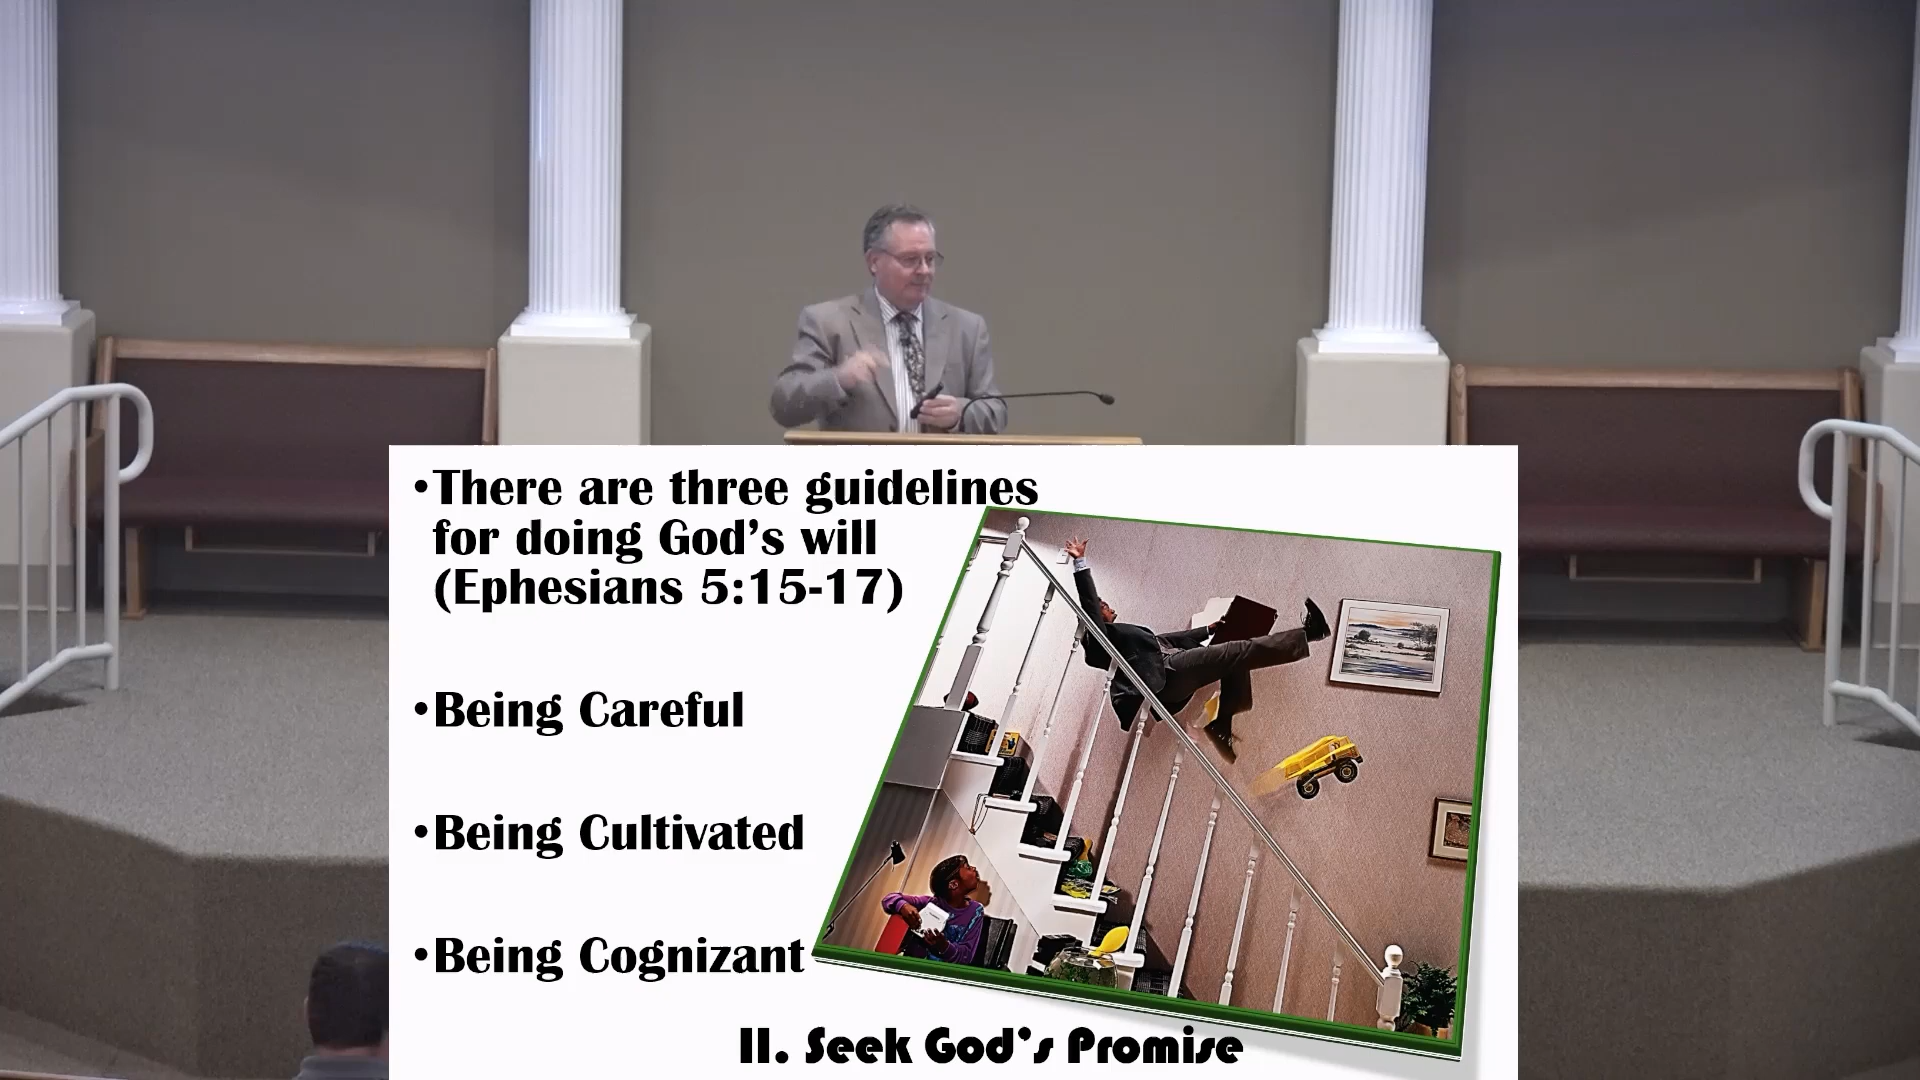 •There are three guidelines
for doing God's will
(Ephesians 5:15-17)
•Being Careful
•Being Cultivated
•Being Cognizant
II. Seek God's Promise